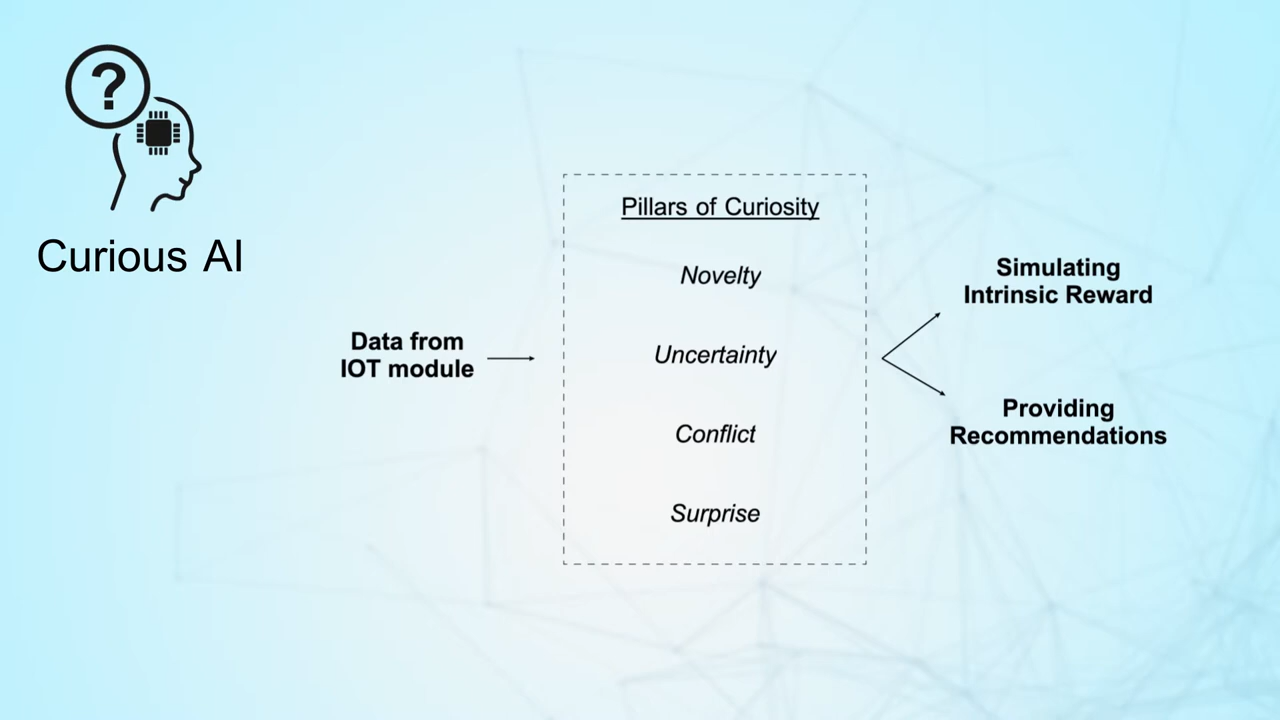 ?
Curious AI
Data from
IOT module
Pillars of Curiosity
Novelty
Uncertainty
Conflict
Surprise
Simulating
Intrinsic Reward
Providing
Recommendations